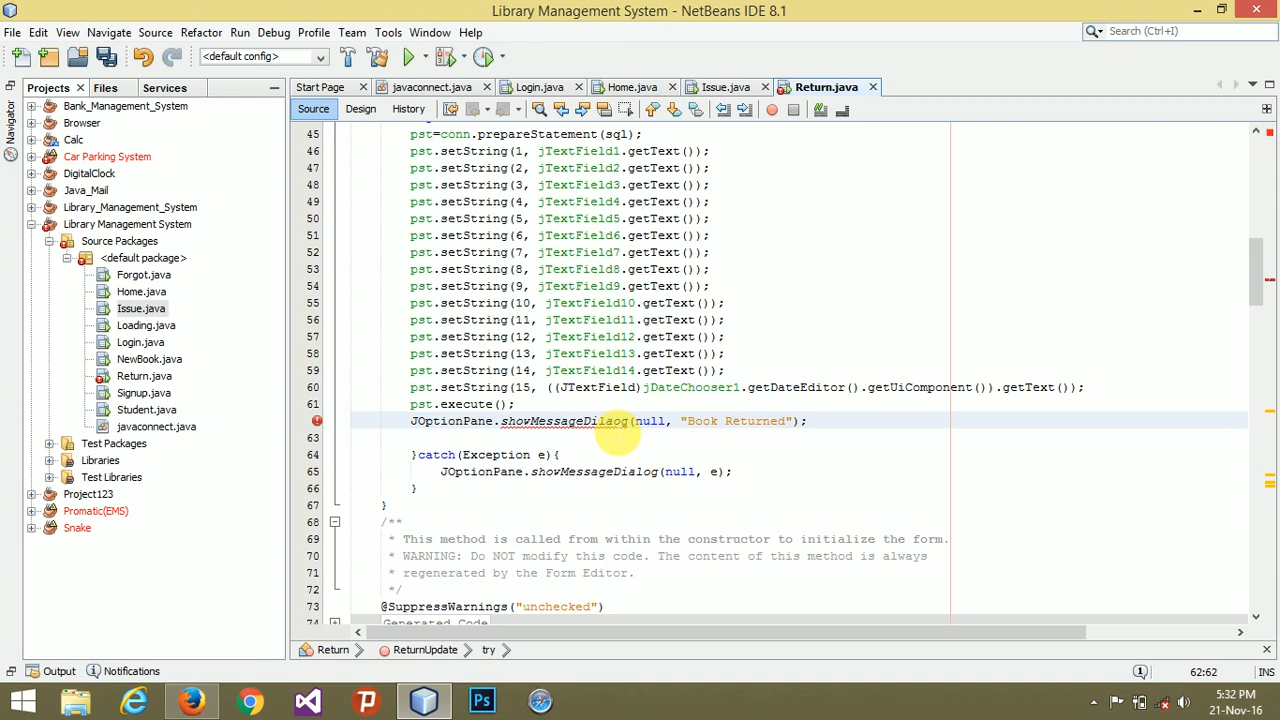 Library Management System - NetBeans IDE 8.1
File Edit View Navigate Source Refactor Run Debug Profile Team Tools Window Help
Search (Ctrl+I)
<default config>
Projects Files Services
Start Page javaconnect.java Login.java Home.java Issue.java Return.java
Source Design History
Navigator
Bank_Management_System
Browser
Calc
Car Parking System
DigitalClock
Java_Mail
Library_Management_System
Library Management System
Source Packages
<default package>
Forgot.java
Home.java
Issue.java
Loading.java
Login.java
NewBook.java
Return.java
Signup.java
Student.java
javaconnect.java
Test Packages
Libraries
Test Libraries
Project123
Promatic(EMS)
Snake
45 pst=conn.prepareStatement(sql);
46 pst.setString(1, jTextField1.getText());
47 pst.setString(2, jTextField2.getText());
48 pst.setString(3, jTextField3.getText());
49 pst.setString(4, jTextField4.getText());
50 pst.setString(5, jTextField5.getText());
51 pst.setString(6, jTextField6.getText());
52 pst.setString(7, jTextField7.getText());
53 pst.setString(8, jTextField8.getText());
54 pst.setString(9, jTextField9.getText());
55 pst.setString(10, jTextField10.getText());
56 pst.setString(11, jTextField11.getText());
57 pst.setString(12, jTextField12.getText());
58 pst.setString(13, jTextField13.getText());
59 pst.setString(14, jTextField14.getText());
60 pst.setString(15, ((JTextField)jDateChooser1.getDateEditor().getUiComponent()).getText());
61 pst.execute();
JOptionPane.showMessageDilaog(null, "Book Returned");
63
64 }catch(Exception e){
65 JOptionPane.showMessageDialog(null, e);
66 }
67 }
68 /**
69 * This method is called from within the constructor to initialize the form.
70 * WARNING: Do NOT modify this code. The content of this method is always
71 * regenerated by the Form Editor.
72 */
73 @SuppressWarnings("unchecked")
74 Generated Code
Return ReturnUpdate try
Output Notifications
62:62 INS
5:32 PM
21-Nov-16